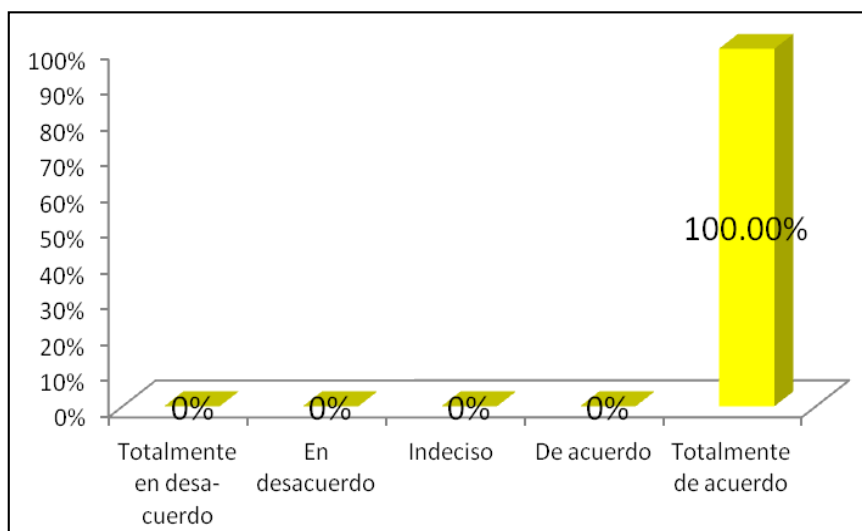 100%
90%
80%
70%
60%
50%
40%
30%
20%
10%
0%
0%
0%
0%
0%
100.00%
Totalmente
en desa-
cuerdo
En
desacuerdo
Indeciso
De acuerdo
Totalmente
de acuerdo